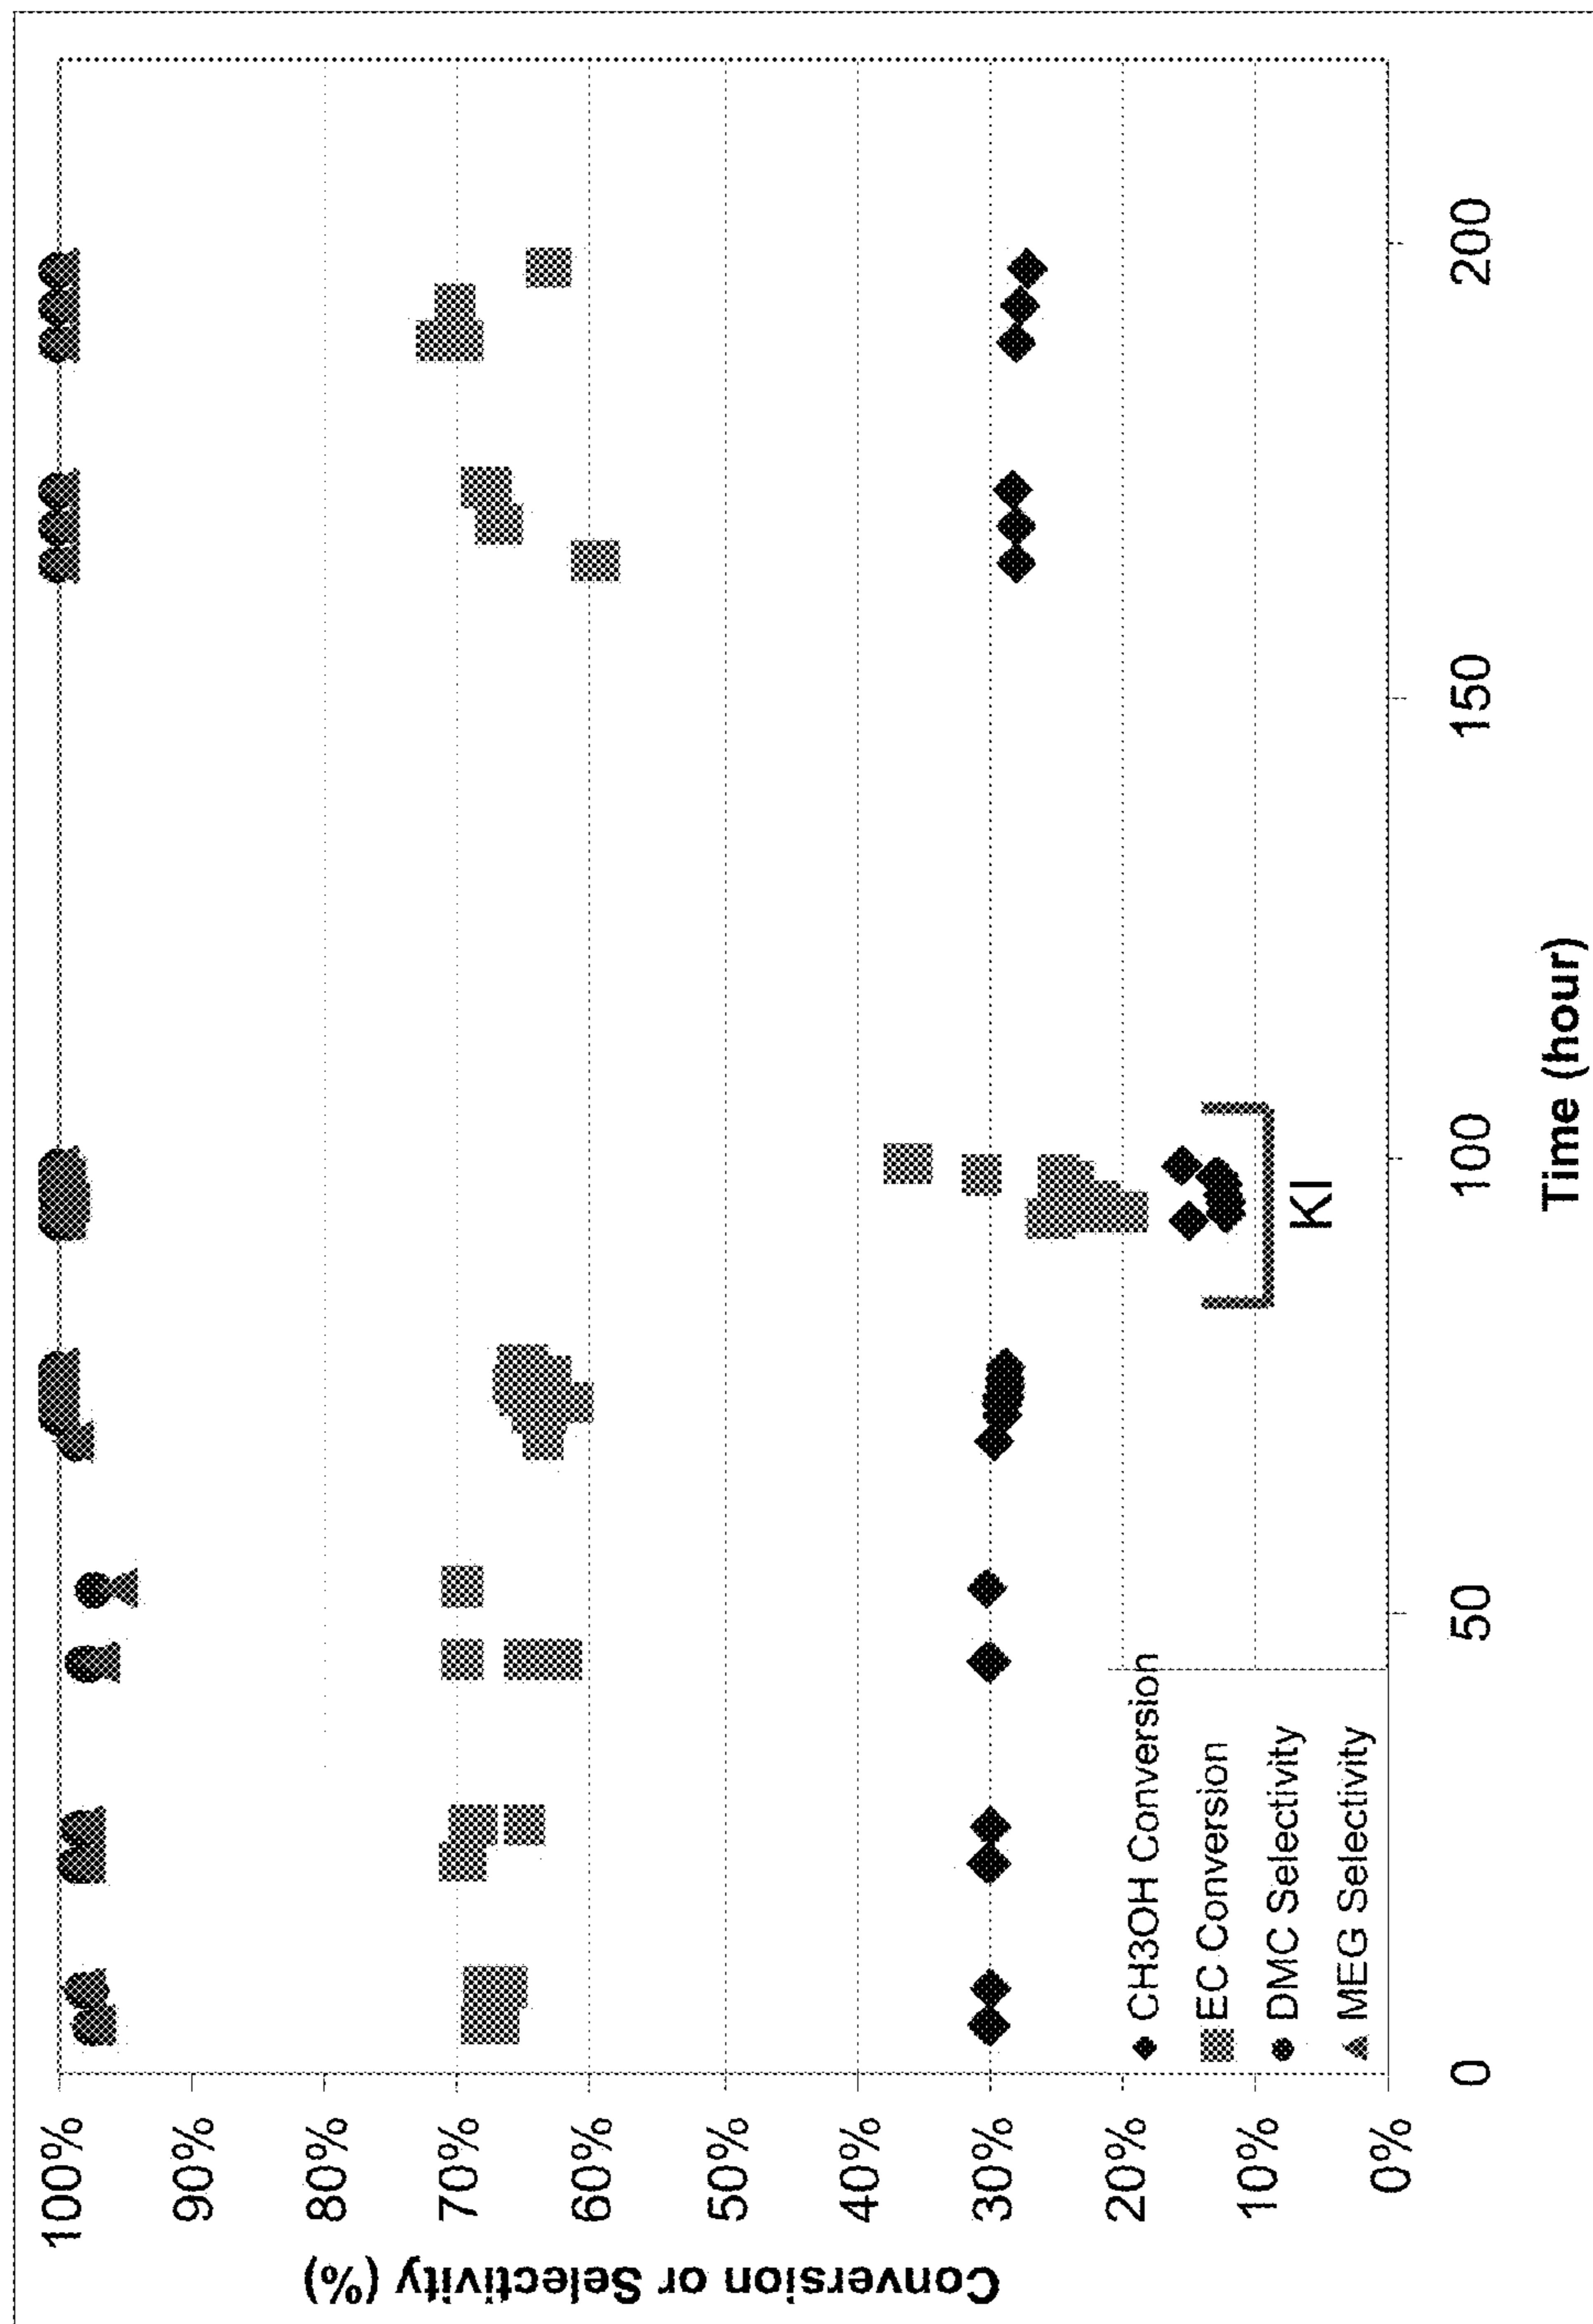 Conversion or Selectivity (%)
100%
90%
80%
70%
60%
50%
40%
30%
20%
10%
0%
CH3OH Conversion
EC Conversion
DMC Selectivity
MEG Selectivity
KI
0
50
100
150
200
Time (hour)